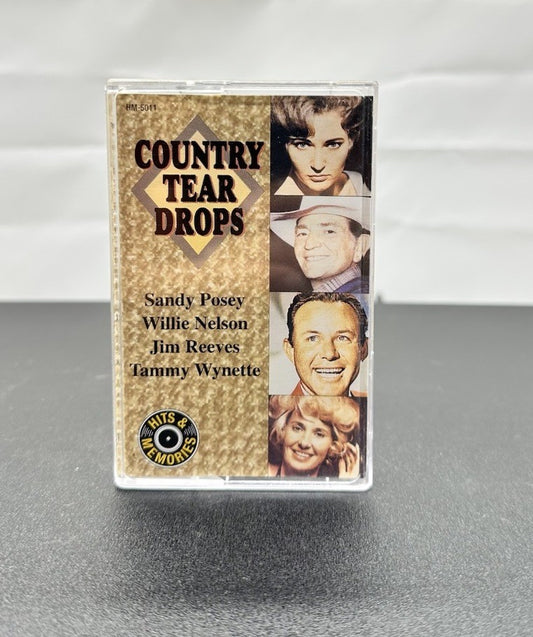 HM-5011
COUNTRY
TEAR
DROPS
Sandy Posey
Willie Nelson
Jim Reeves
Tammy Wynette
HITS &
MEMORIES